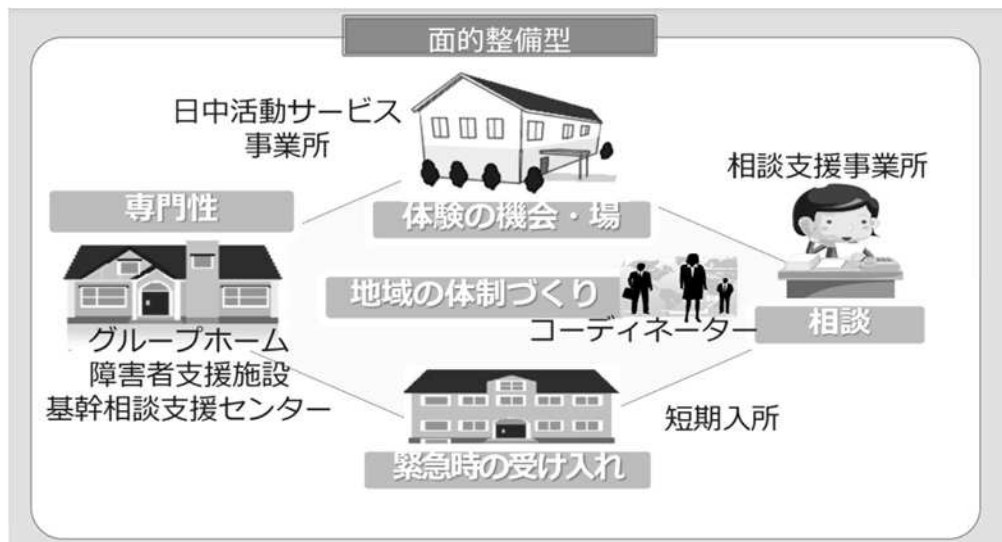 面的整備型
日中活動サービス
事業所
体験の機会・場
相談支援事業所
相談
専門性
グループホーム
障害者支援施設
基幹相談支援センター
地域の体制づくり
コーディネーター
短期入所
緊急時の受け入れ